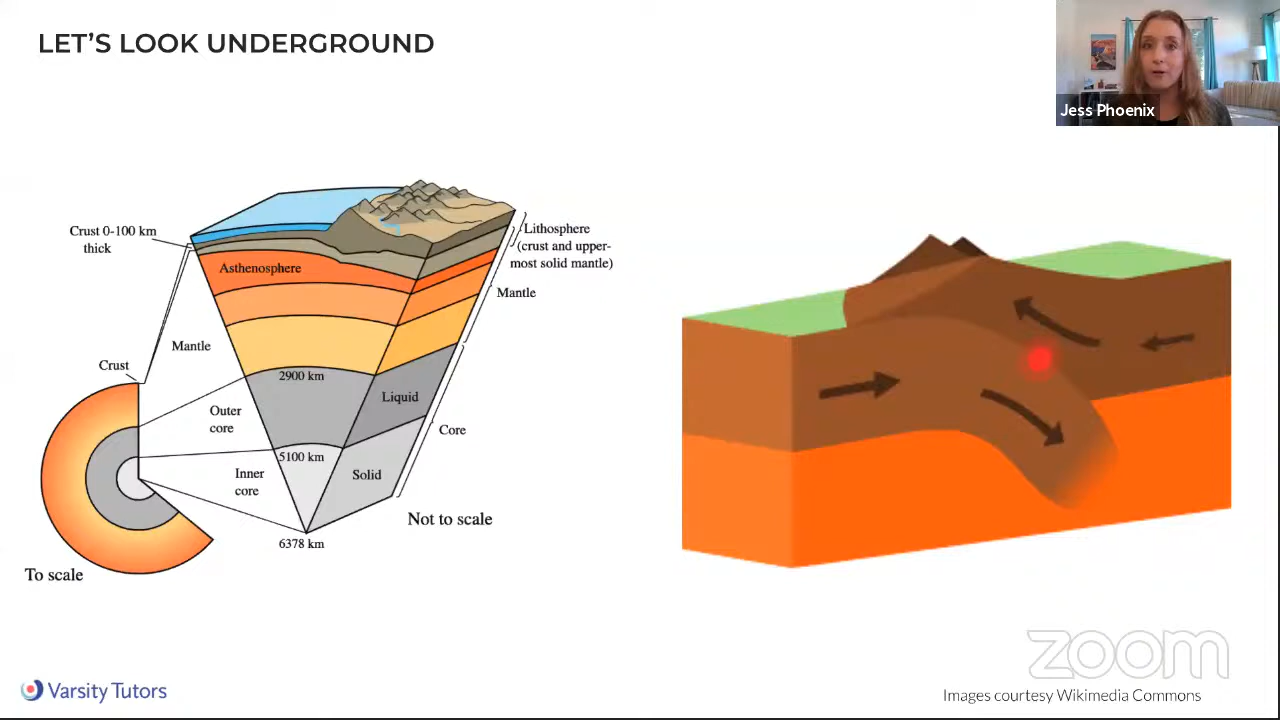 LET'S LOOK UNDERGROUND
Jess Phoenix
Crust 0-100 km
thick
Asthenosphere
Lithosphere
(crust and upper-
most solid mantle)
Mantle
Mantle
Crust
2900 km
Liquid
Outer
core
Core
5100 km
Inner
core
Solid
Not to scale
6378 km
To scale
zoom
Varsity Tutors
Images courtesy Wikimedia Commons